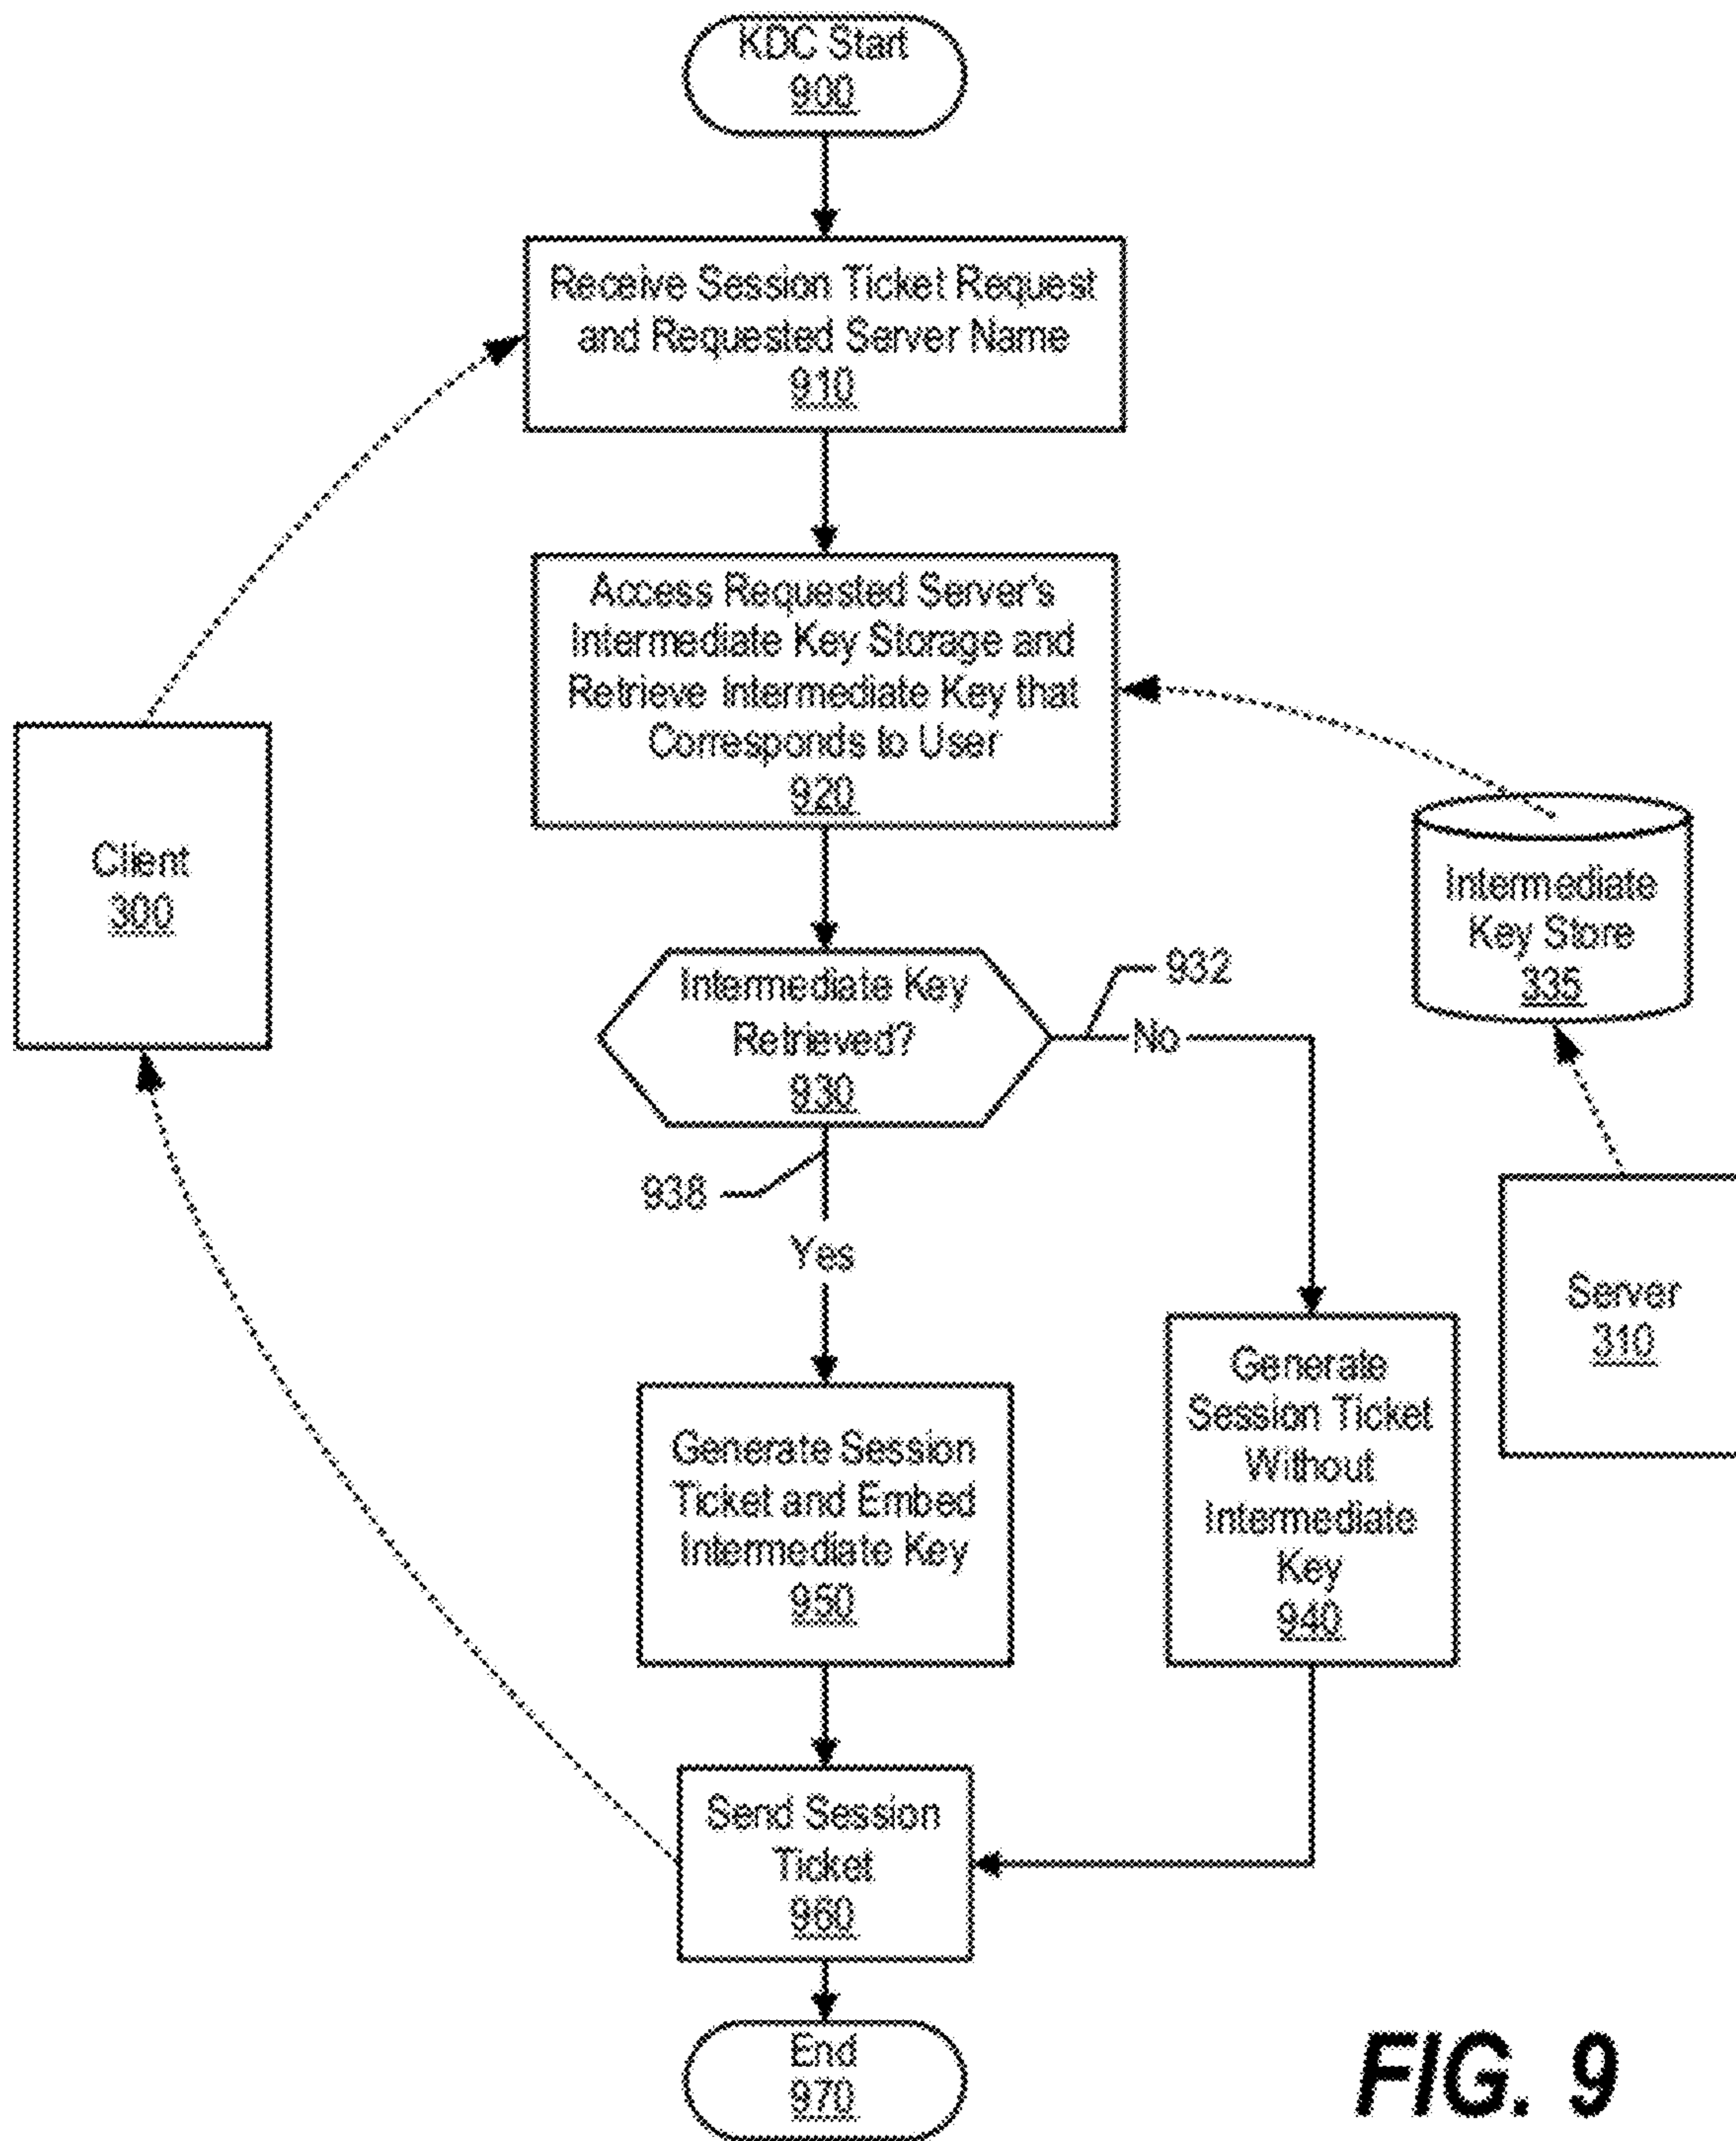 KDC Start
900
Receive Session Ticket Request
and Requested Server Name
910
Access Requested Server's
Intermediate Key Storage and
Retrieve Intermediate Key that
Corresponds to User
920
Client
300
Intermediate
Key Store
335
Intermediate Key
Retrieved?
930
932
No
938
Yes
Server
310
Generate
Session Ticket
Without
Intermediate
Key
940
Generate Session
Ticket and Embed
Intermediate Key
950
Send Session
Ticket
960
End
970
FIG. 9